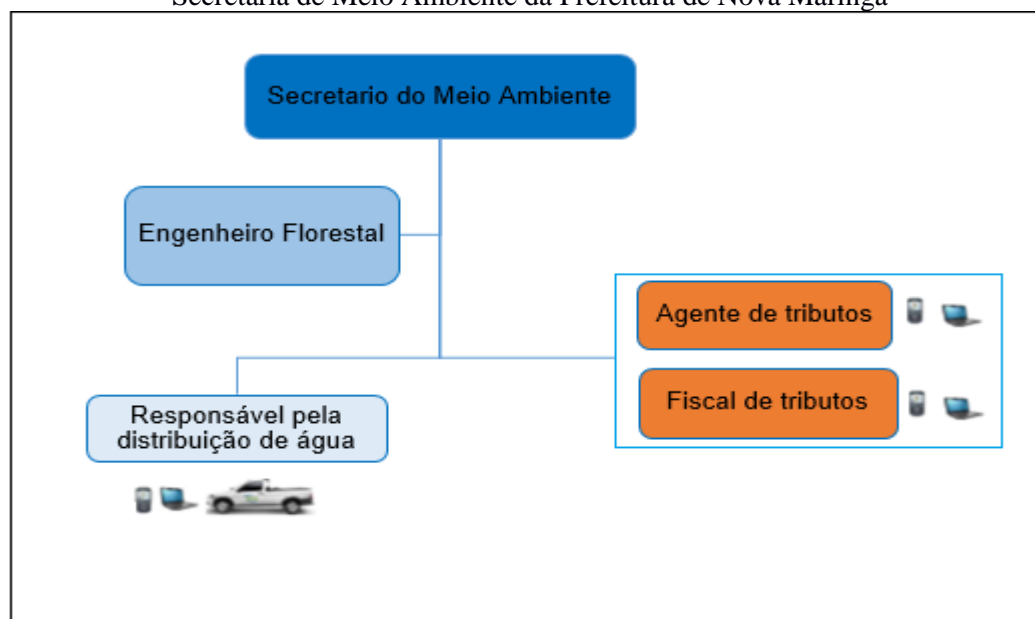 Secretaria de Meio Ambiente da Prefeitura de Nova Maringá
Secretario do Meio Ambiente
Engenheiro Florestal
Agente de tributos
Fiscal de tributos
Responsável pela
distribuição de água